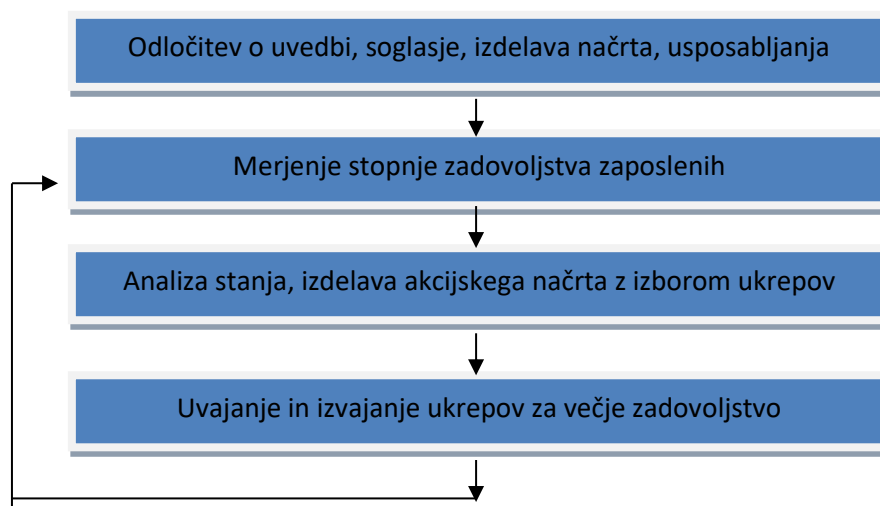 Odločitev o uvedbi, soglasje, izdelava načrta, usposabljanja
Merjenje stopnje zadovoljstva zaposlenih
Analiza stanja, izdelava akcijskega načrta z izborom ukrepov
Uvajanje in izvajanje ukrepov za večje zadovoljstvo